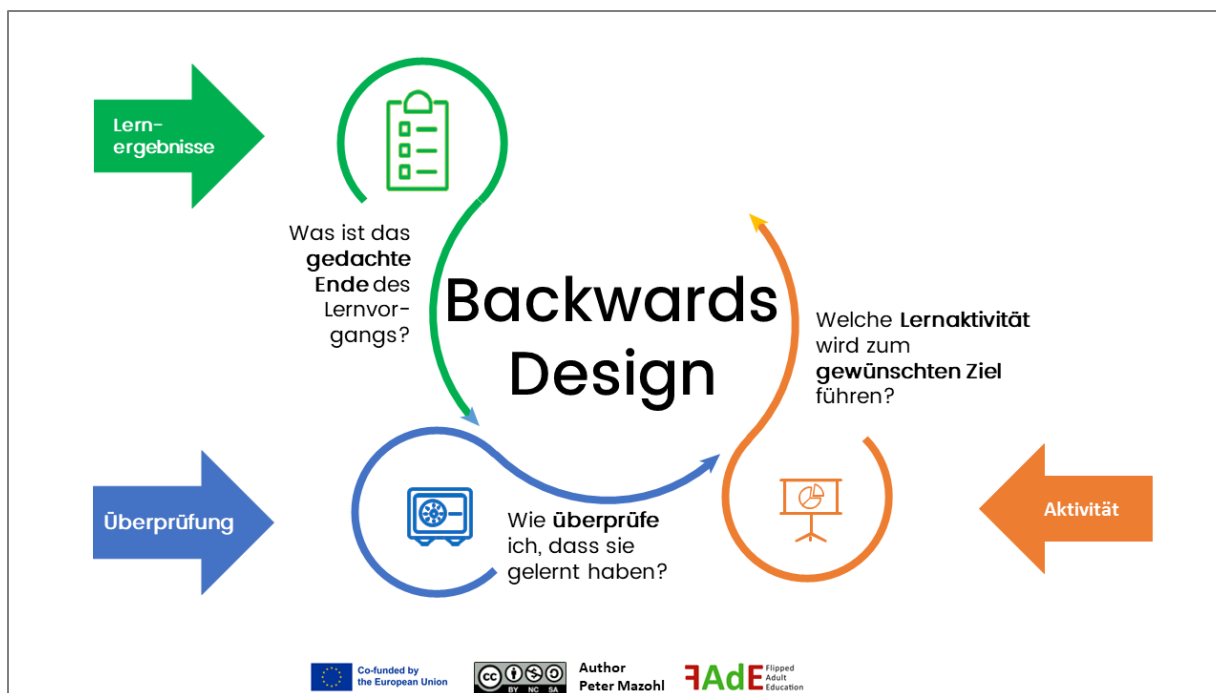 Lern-
ergebnisse
Was ist das
gedachte
Ende des
Lernvor-
gangs?
Backwards
Design
Welche Lernaktivität
wird zum
gewünschten Ziel
führen?
Überprüfung
Wie überprüfe
ich, dass sie
gelernt haben?
Aktivität
Co-funded by
the European Union
cc
BY NC SA
Author
Peter Mazohl
FAdE
Flipped
Adult
Education